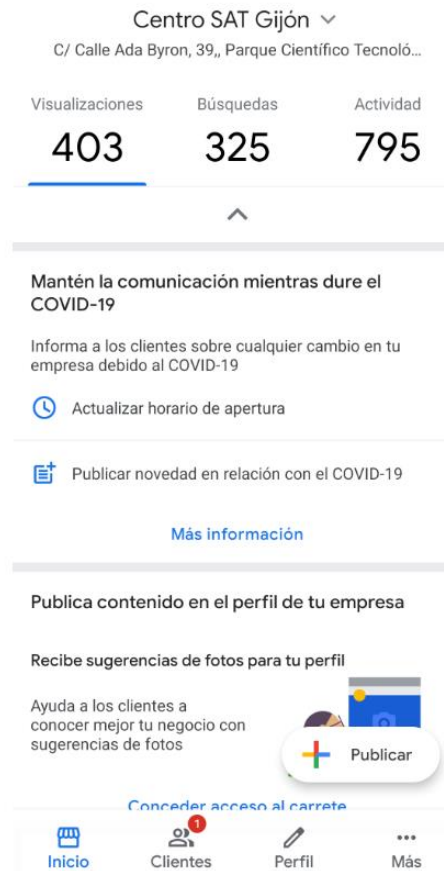 Centro SAT Gijón
C/ Calle Ada Byron, 39,, Parque Científico Tecnoló...
Visualizaciones Búsquedas Actividad
403 325 795
Mantén la comunicación mientras dure el
COVID-19
Informa a los clientes sobre cualquier cambio en tu
empresa debido al COVID-19
Actualizar horario de apertura
Publicar novedad en relación con el COVID-19
Más información
Publica contenido en el perfil de tu empresa
Recibe sugerencias de fotos para tu perfil
Ayuda a los clientes a
conocer mejor tu negocio con
sugerencias de fotos
Publicar
Conceder acceso al carrete
1
Inicio Clientes Perfil Más